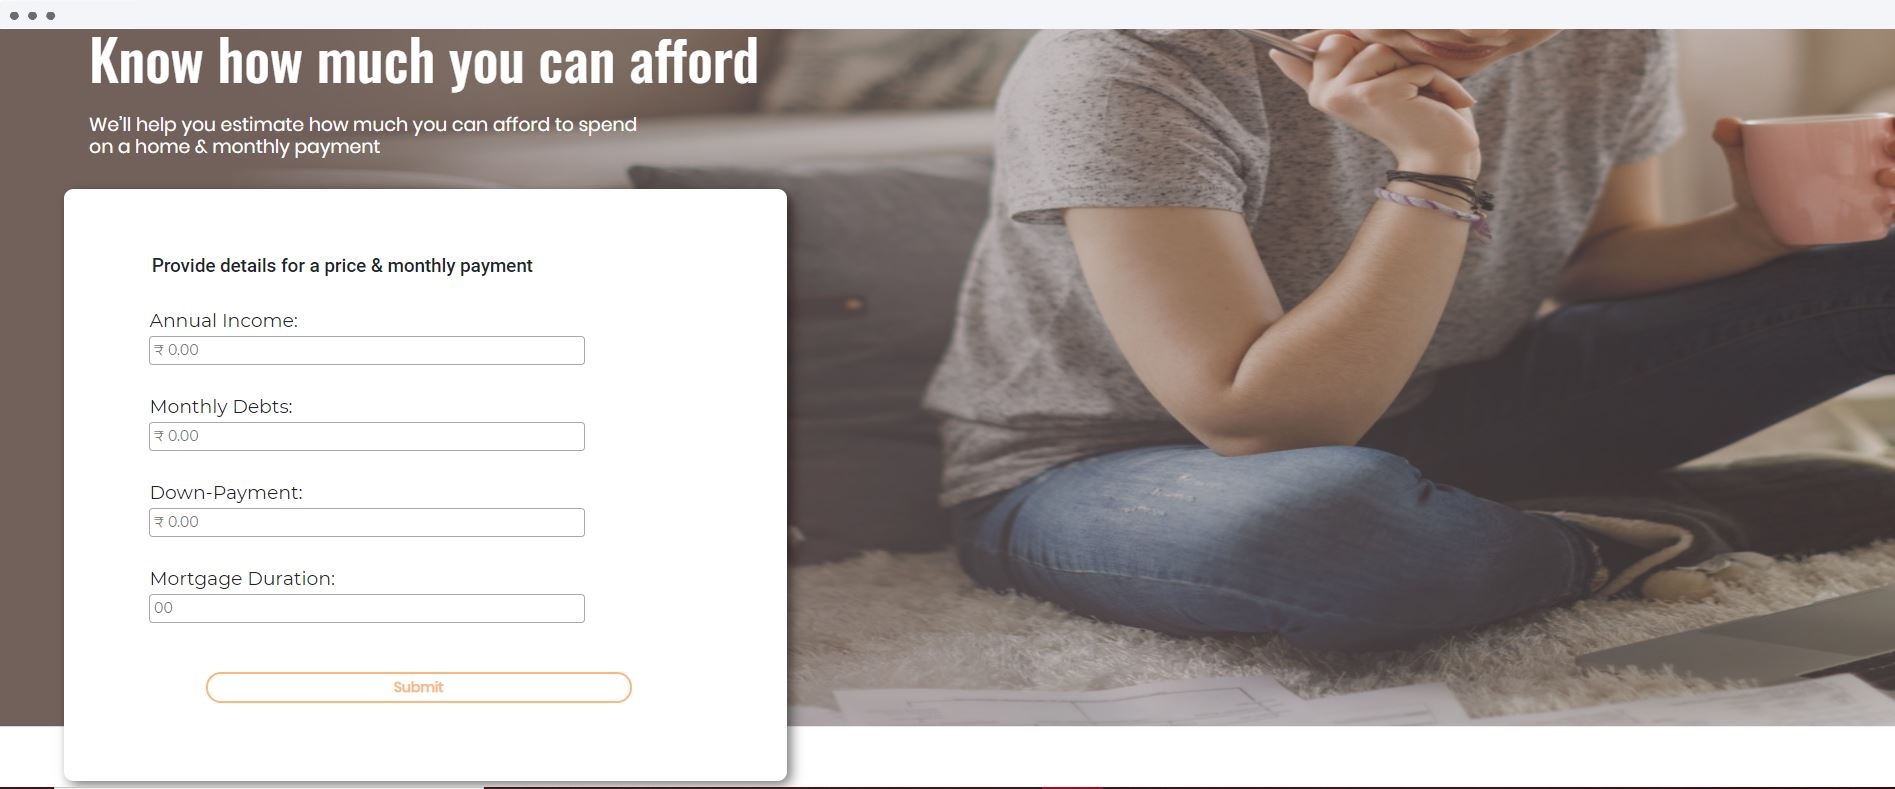 Know how much you can afford
We'll help you estimate how much you can afford to spend
on a home & monthly payment
Provide details for a price & monthly payment
Annual Income:
₹ 0.00
Monthly Debts:
₹ 0.00
Down-Payment:
₹ 0.00
Mortgage Duration:
00
Submit